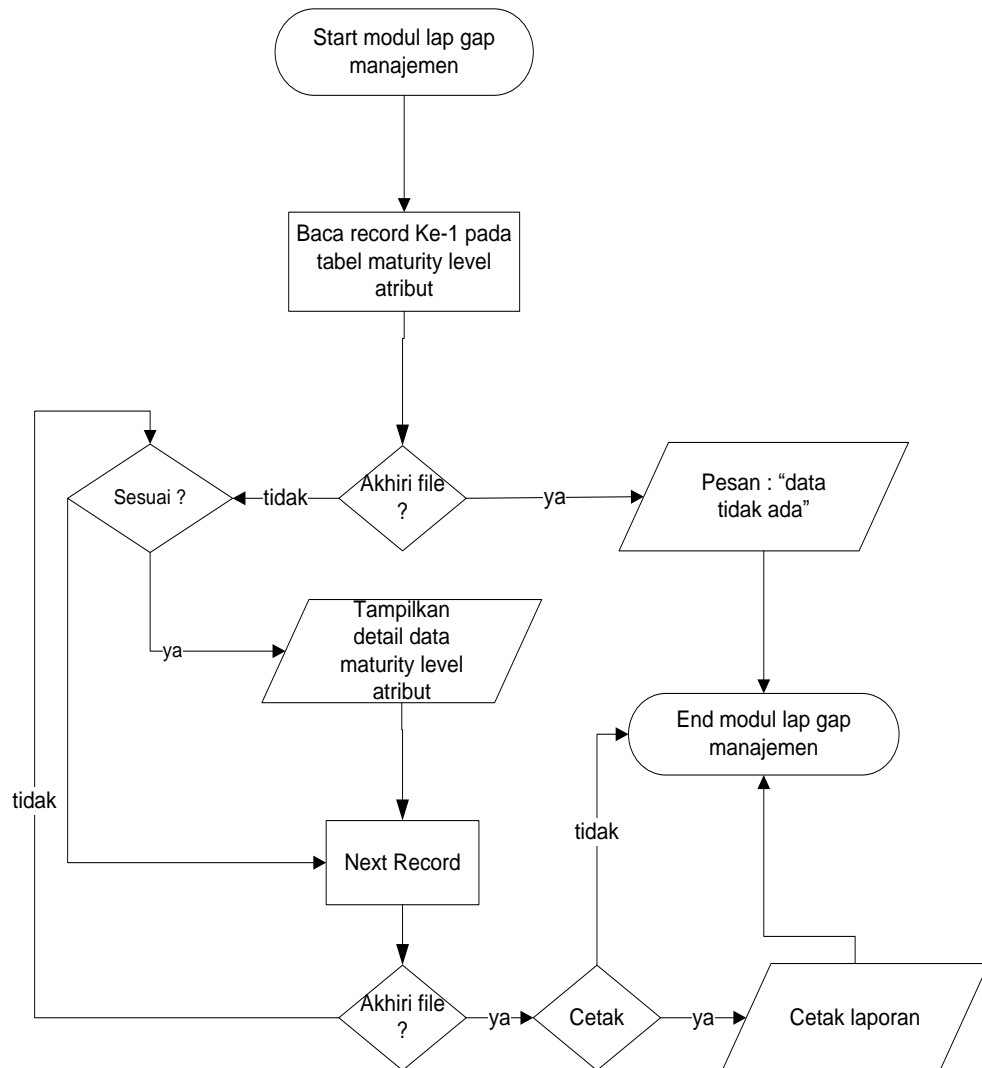 Start modul lap gap
manajemen
Baca record Ke-1 pada
tabel maturity level
atribut
Sesuai ?
tidak
Akhiri file
?
ya
Pesan : “data
tidak ada”
ya
Tampilkan
detail data
maturity level
atribut
End modul lap gap
manajemen
tidak
tidak
Next Record
Akhiri file
?
ya
Cetak
ya
Cetak laporan